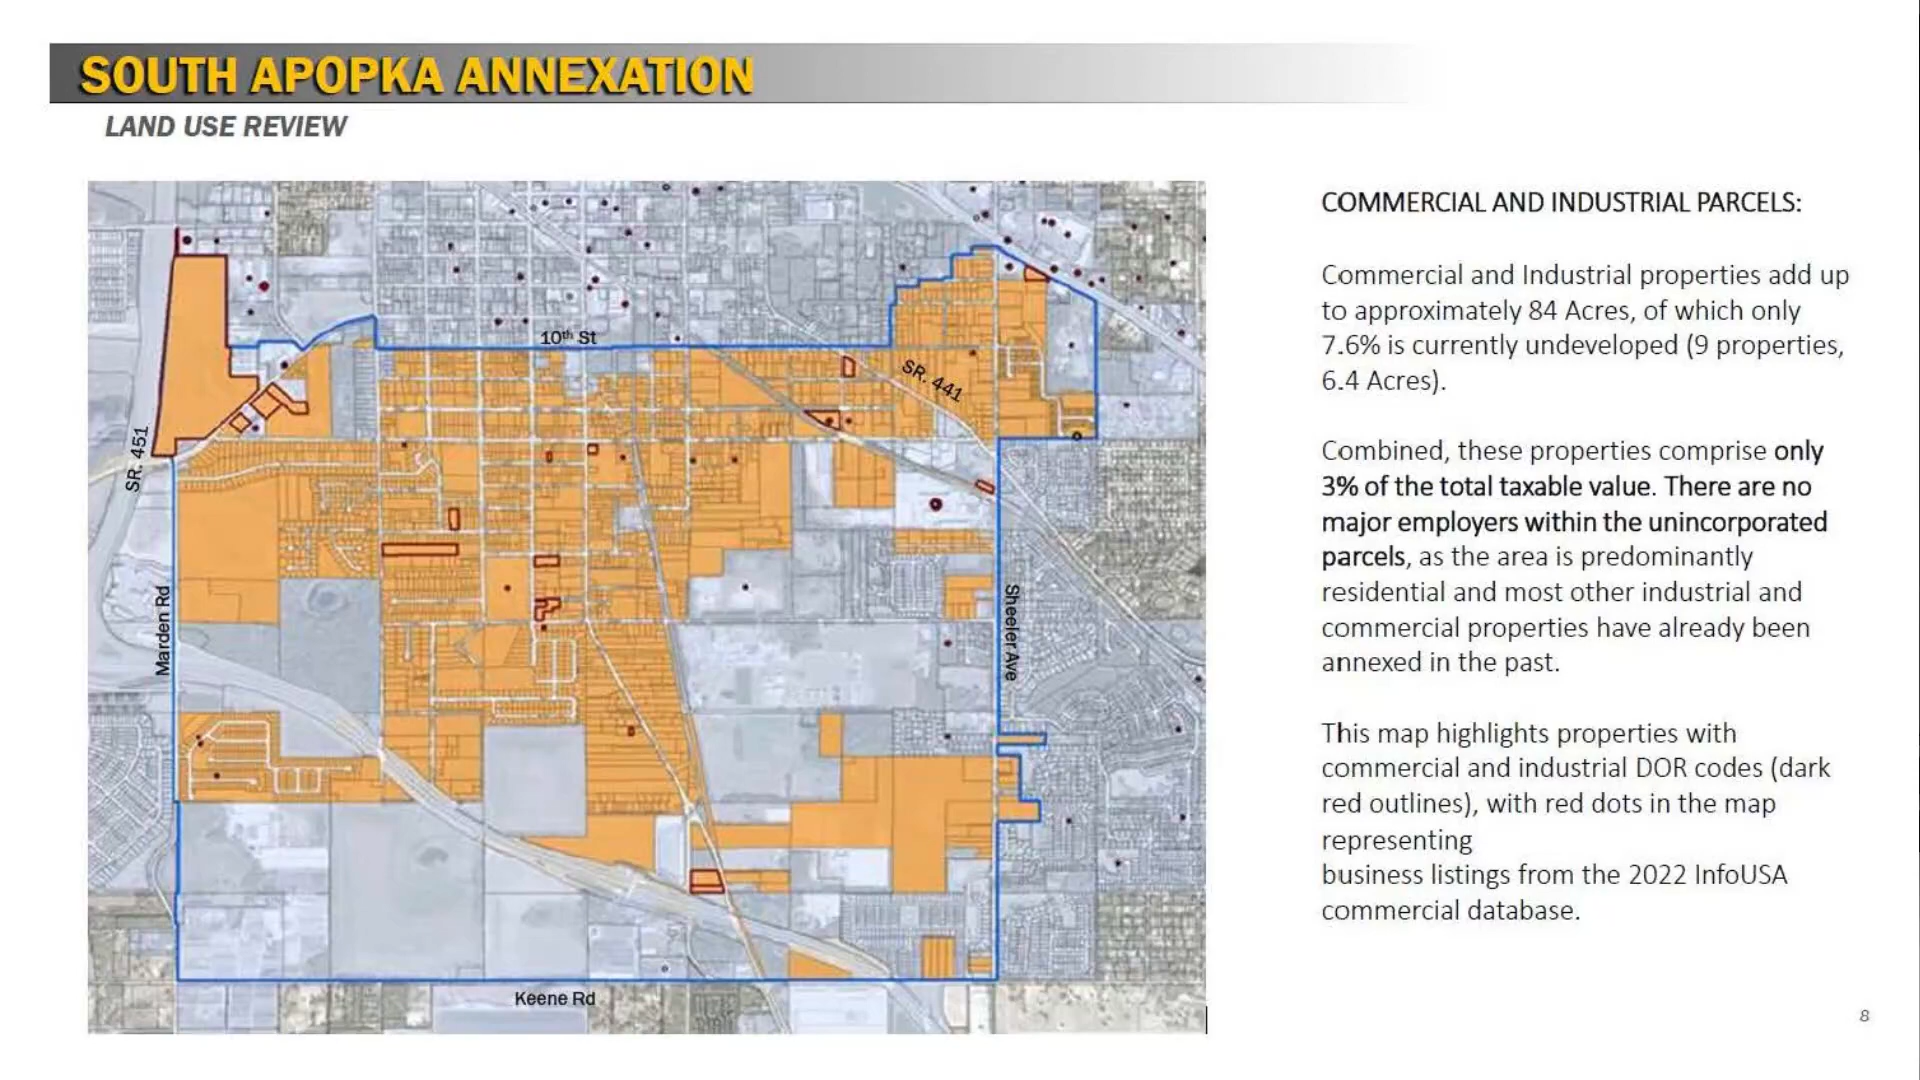 SOUTH APOPKA ANNEXATION
LAND USE REVIEW
10th St
SR. 441
SR. 451
Marden Rd
Sheeler Ave
Keene Rd
COMMERCIAL AND INDUSTRIAL PARCELS:
Commercial and Industrial properties add up
to approximately 84 Acres, of which only
7.6% is currently undeveloped (9 properties,
6.4 Acres).
Combined, these properties comprise only
3% of the total taxable value. There are no
major employers within the unincorporated
parcels, as the area is predominantly
residential and most other industrial and
commercial properties have already been
annexed in the past.
This map highlights properties with
commercial and industrial DOR codes (dark
red outlines), with red dots in the map
representing
business listings from the 2022 InfoUSA
commercial database.
8